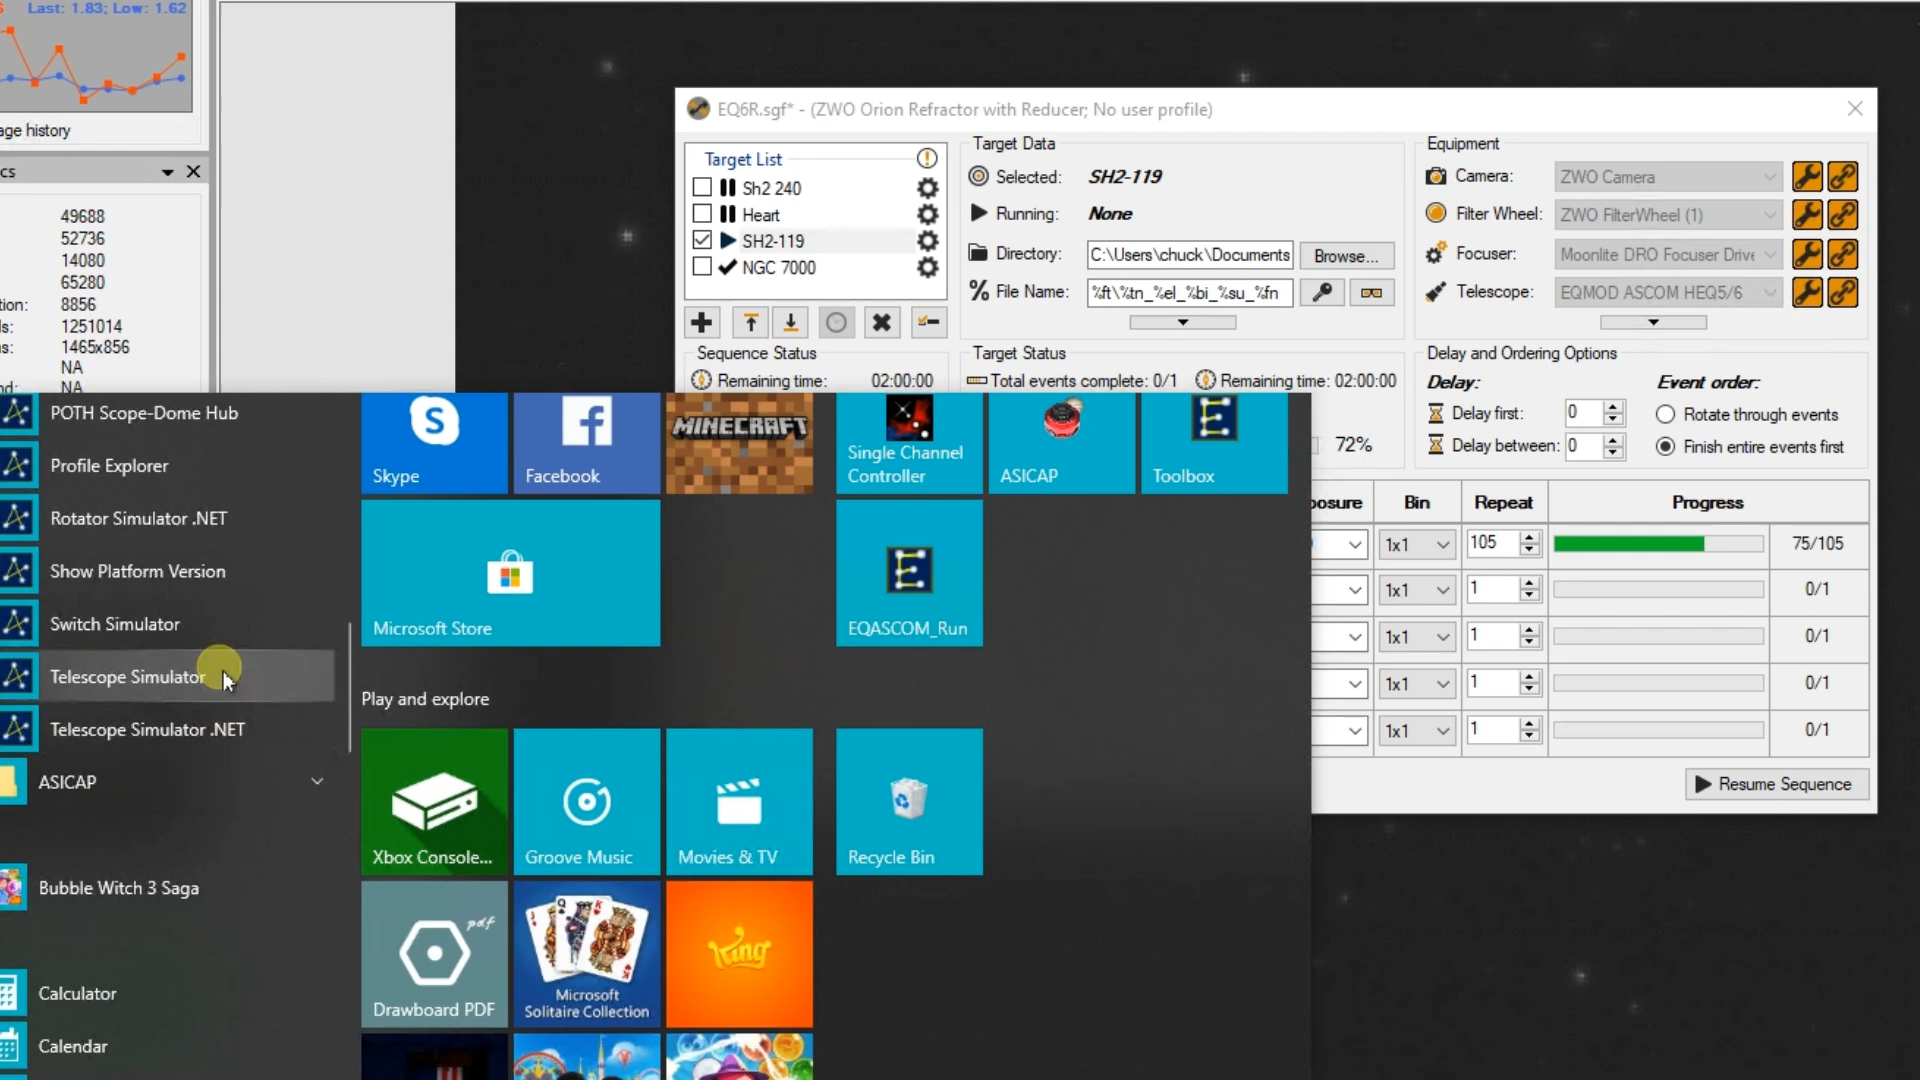 Last: 1.83; Low: 1.62
age history
cs
49688
52736
14080
65280
tion: 8856
ls: 1251014
us: 1465x856
NA
nd: NA
EQ6R.sgf* - (ZWO Orion Refractor with Reducer; No user profile)
Target List
Sh2 240
Heart
SH2-119
NGC 7000
Target Data
Selected: SH2-119
Running: None
Directory: C:\Users\chuck\Documents Browse...
File Name: %ft\%tn_%el_%bi_%su_%fn
Equipment
Camera: ZWO Camera
Filter Wheel: ZWO FilterWheel (1)
Focuser: Moonlite DRO Focuser Drive
Telescope: EQMOD ASCOM HEQ5/6
Sequence Status
Remaining time: 02:00:00
Target Status
Total events complete: 0/1 Remaining time: 02:00:00
72%
Delay and Ordering Options
Delay: Event order:
Delay first: 0 Rotate through events
Delay between: 0 Finish entire events first
posure Bin Repeat Progress
1x1 105 75/105
1x1 1 0/1
1x1 1 0/1
1x1 1 0/1
1x1 1 0/1
Resume Sequence
POTH Scope-Dome Hub
Profile Explorer
Rotator Simulator .NET
Show Platform Version
Switch Simulator
Telescope Simulator
Telescope Simulator .NET
ASICAP
Bubble Witch 3 Saga
Calculator
Calendar
Skype
Facebook
MINECRAFT
Single Channel
Controller
ASICAP
Toolbox
Microsoft Store
EQASCOM_Run
Play and explore
Xbox Console...
Groove Music
Movies & TV
Recycle Bin
pdf
Drawboard PDF
J
Q
K
Microsoft
Solitaire Collection
King